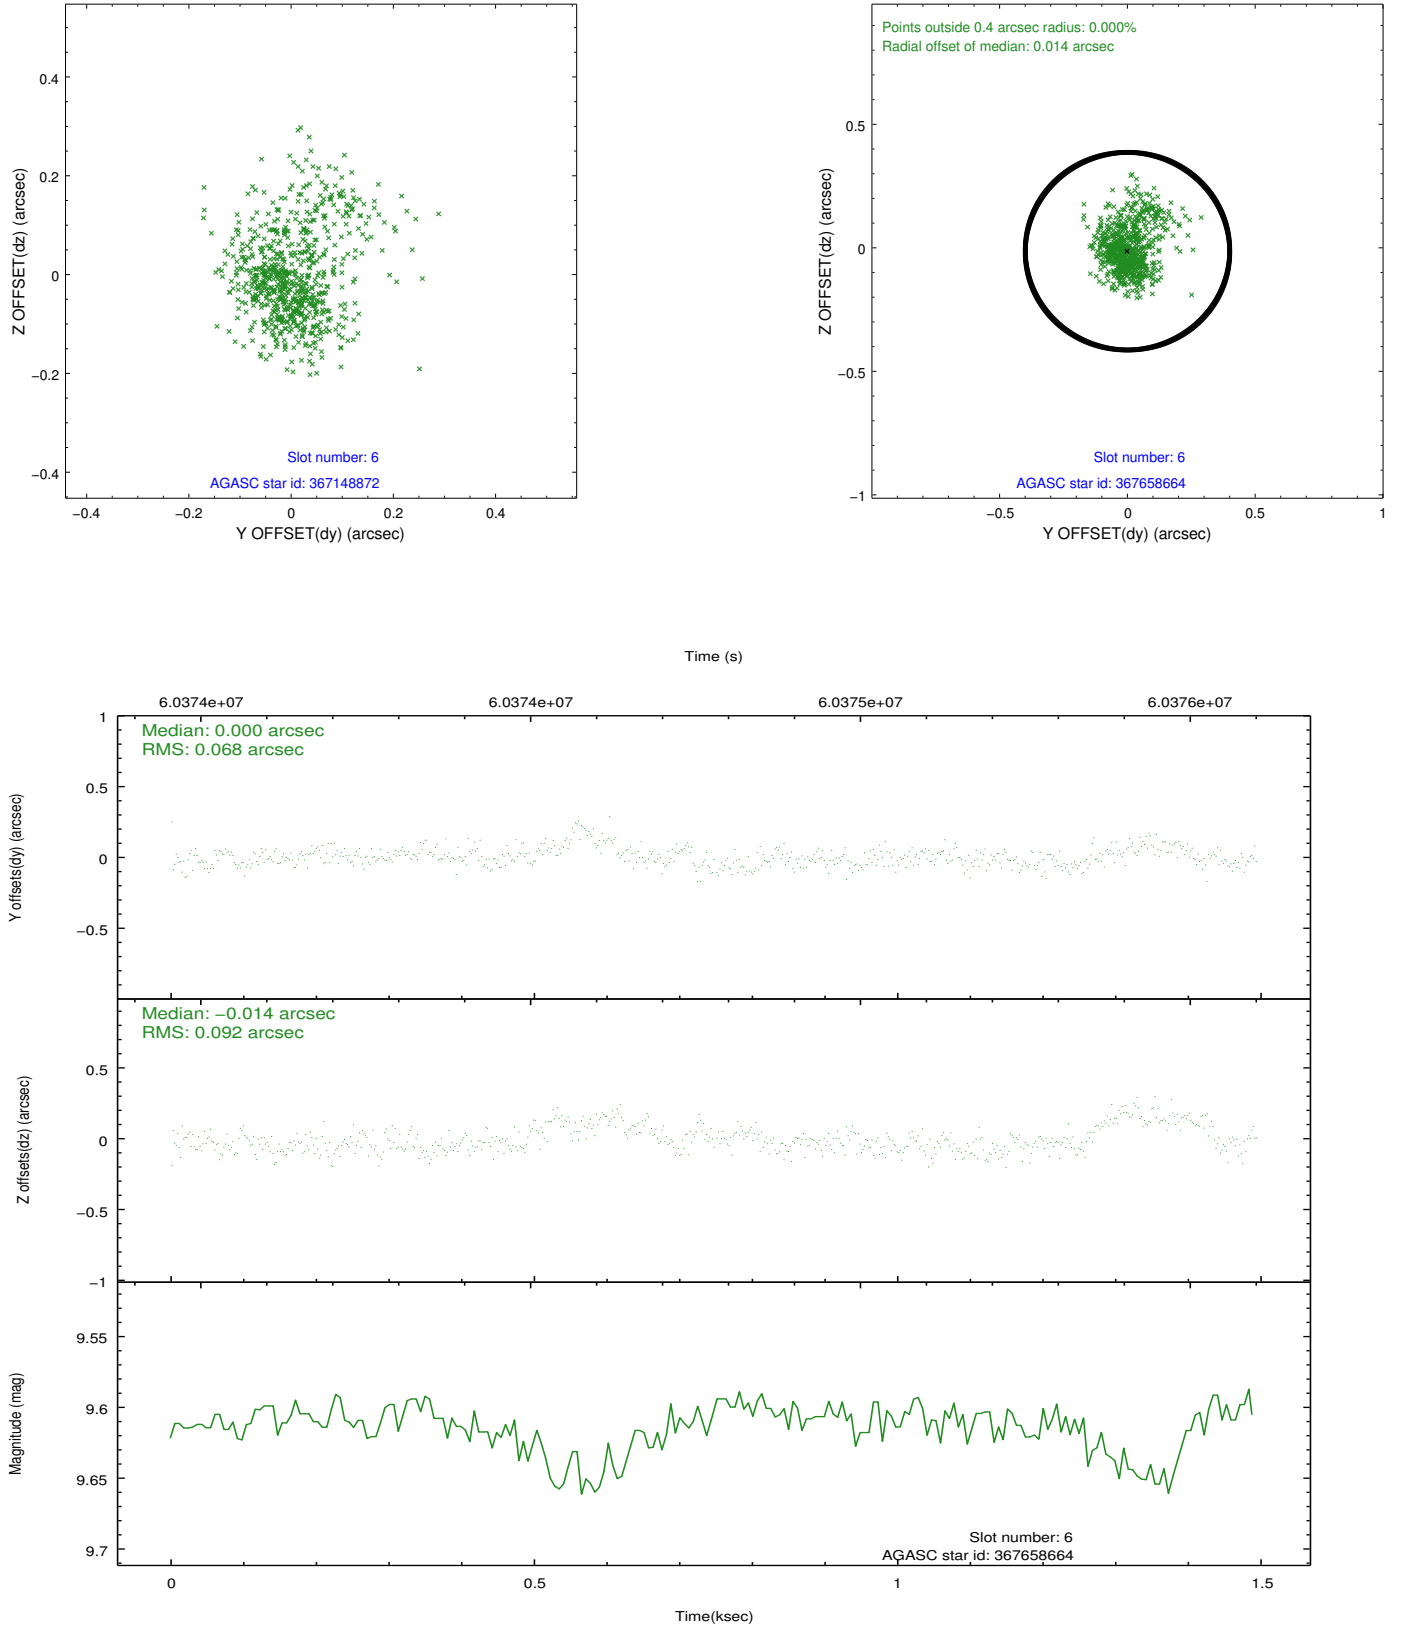 0.4
0.2
0
−0.2
−0.4
Z OFFSET(dz) (arcsec)
Slot number: 6
AGASC star id: 367148872
−0.4 −0.2 0 0.2 0.4
Y OFFSET(dy) (arcsec)
Points outside 0.4 arcsec radius: 0.000%
Radial offset of median: 0.014 arcsec
0.5
0
−0.5
−1
Z OFFSET(dz) (arcsec)
Slot number: 6
AGASC star id: 367658664
−0.5 0 0.5 1
Y OFFSET(dy) (arcsec)
Time (s)
6.0374e+07 6.0374e+07 6.0375e+07 6.0376e+07
Median: 0.000 arcsec
RMS: 0.068 arcsec
1
0.5
0
−0.5
Y offsets(dy) (arcsec)
Median: −0.014 arcsec
RMS: 0.092 arcsec
0.5
0
−0.5
−1
Z offsets(dz) (arcsec)
9.55
9.6
9.65
9.7
Magnitude (mag)
Slot number: 6
AGASC star id: 367658664
0 0.5 1 1.5
Time(ksec)